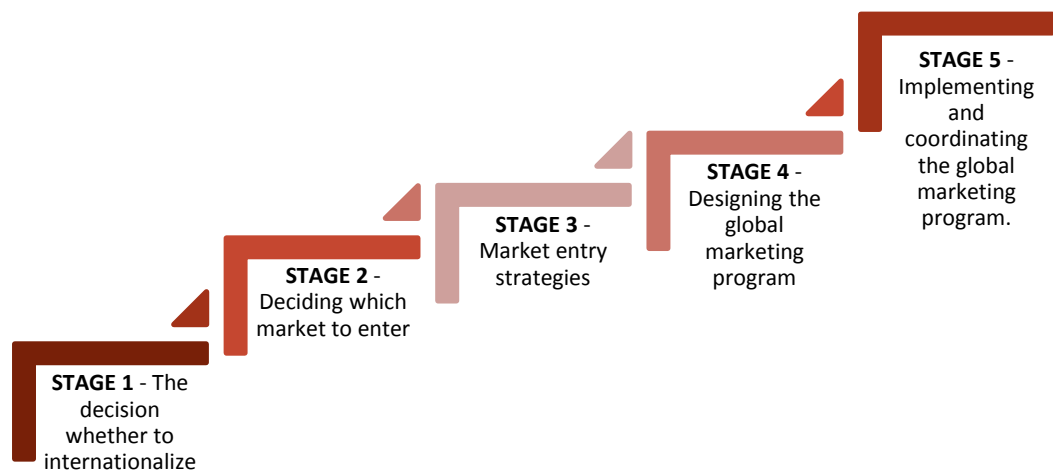 STAGE 1 - The
decision
whether to
internationalize
STAGE 2 -
Deciding which
market to enter
STAGE 3 -
Market entry
strategies
STAGE 4 -
Designing the
global
marketing
program
STAGE 5 -
Implementing
and
coordinating
the global
marketing
program.